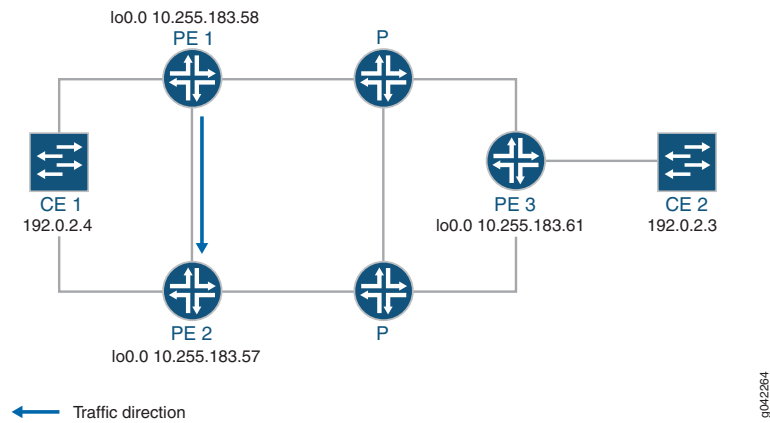 lo0.0 10.255.183.58
PE 1
P
CE 1
192.0.2.4
PE 3
lo0.0 10.255.183.61
CE 2
192.0.2.3
PE 2
lo0.0 10.255.183.57
P
Traffic direction
g042264